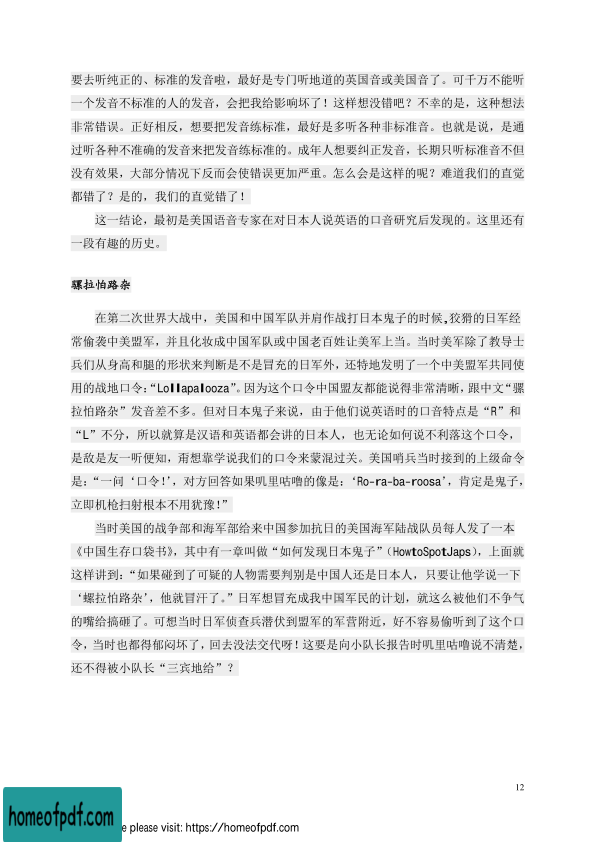 要去听纯正的、标准的发音啦，最好是专门听地道的英国音或美国音了。可千万不能听
一个发音不标准的人的发音，会把我给影响坏了！这样想没错吧？不幸的是，这种想法
非常错误。正好相反，想要把发音练标准，最好是多听各种非标准音。也就是说，是通
过听各种不准确的发音来把发音练标准的。成年人想要纠正发音，长期只听标准音不但
没有效果，大部分情况下反而会使错误更加严重。怎么会是这样的呢？难道我们的直觉
都错了？是的，我们的直觉错了！
这一结论，最初是美国语音专家在对日本人说英语的口音研究后发现的。这里还有
一段有趣的历史。
骡拉怕路杂
在第二次世界大战中，美国和中国军队并肩作战打日本鬼子的时候,狡猾的日军经
常偷袭中美盟军，并且化妆成中国军队或中国老百姓让美军上当。当时美军除了教导士
兵们从身高和腿的形状来判断是不是冒充的日军外，还特地发明了一个中美盟军共同使
用的战地口令：“Lollapalooza”。因为这个口令中国盟友都能说得非常清晰，跟中文“骡
拉怕路杂”发音差不多。但对日本鬼子来说，由于他们说英语时的口音特点是“R”和
“L”不分，所以就算是汉语和英语都会讲的日本人，也无论如何说不利落这个口令，
是敌是友一听便知，甭想靠学说我们的口令来蒙混过关。美国哨兵当时接到的上级命令
是：“一问‘口令！’，对方回答如果叽里咕噜的像是：‘Ro-ra-ba-roosa’，肯定是鬼子，
立即机枪扫射根本不用犹豫！”
当时美国的战争部和海军部给来中国参加抗日的美国海军陆战队员每人发了一本
《中国生存口袋书》，其中有一章叫做“如何发现日本鬼子”（HowtoSpotJaps），上面就
这样讲到：“如果碰到了可疑的人物需要判别是中国人还是日本人，只要让他学说一下
‘螺拉怕路杂’，他就冒汗了。”日军想冒充成我中国军民的计划，就这么被他们不争气
的嘴给搞砸了。可想当时日军侦查兵潜伏到盟军的军营附近，好不容易偷听到了这个口
令，当时也都得郁闷坏了，回去没法交代呀！这要是向小队长报告时叽里咕噜说不清楚，
还不得被小队长“三宾地给”？
12
homeofpdf.com
e please visit: https://homeofpdf.com